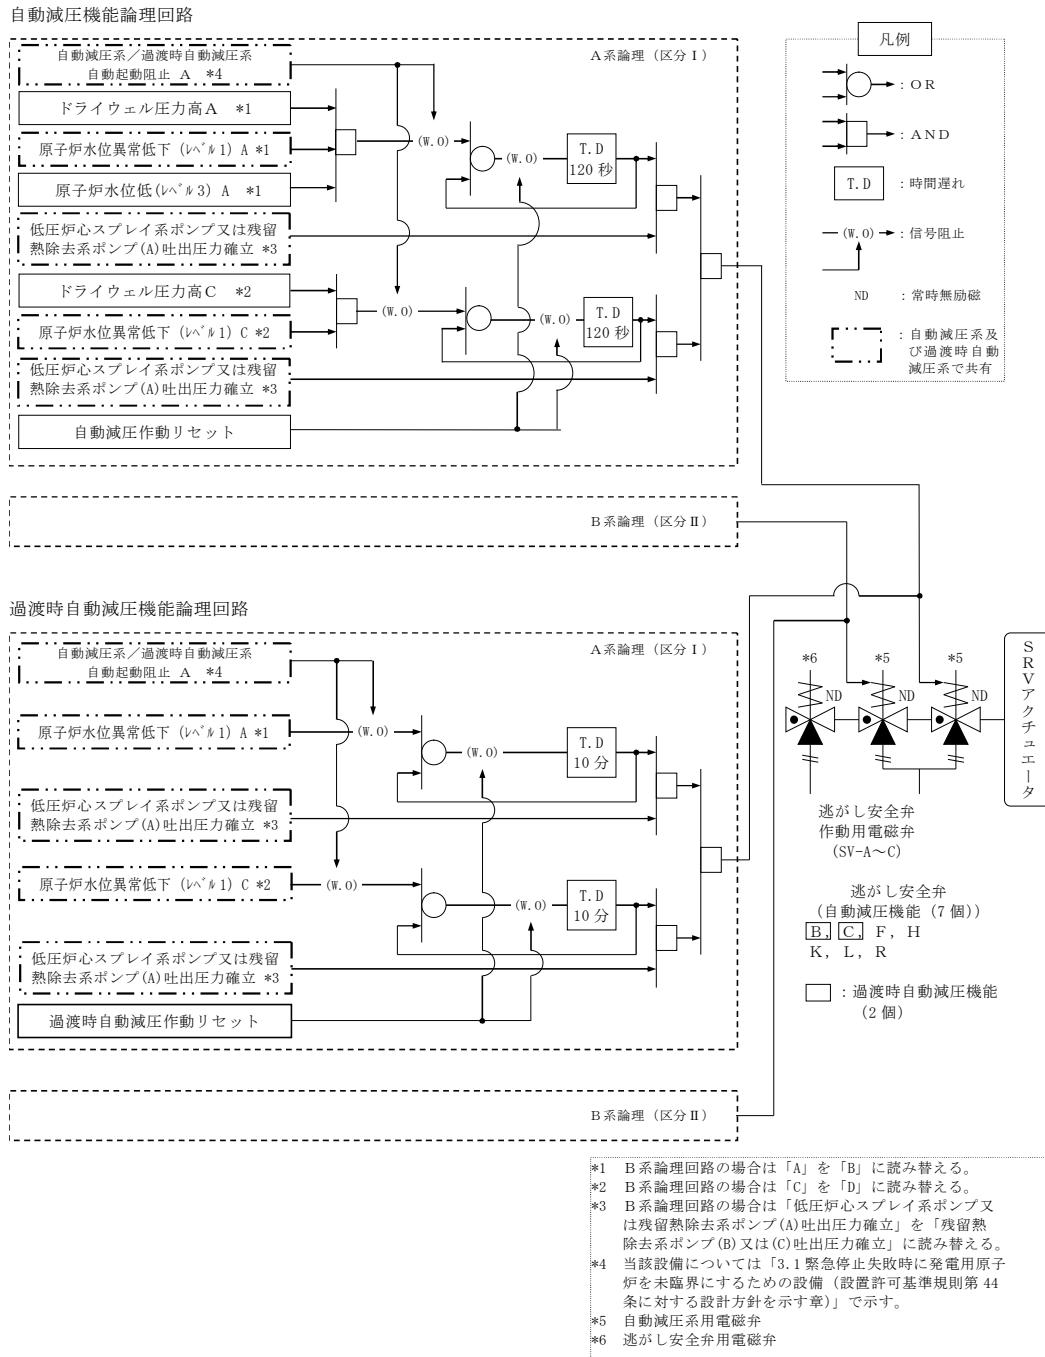 自動減圧機能論理回路
自動減圧系／過渡時自動減圧系
自動起動阻止 A *4
A系論理（区分Ⅰ）
ドライウェル圧力高A *1
原子炉水位異常低下（ﾚﾍﾞﾙ1）A *1
原子炉水位低(ﾚﾍﾞﾙ3) A *1
低圧炉心スプレイ系ポンプ又は残留
熱除去系ポンプ(A)吐出圧力確立 *3
ドライウェル圧力高C *2
原子炉水位異常低下（ﾚﾍﾞﾙ1）C *2
低圧炉心スプレイ系ポンプ又は残留
熱除去系ポンプ(A)吐出圧力確立 *3
自動減圧作動リセット
(W.O)
(W.O)
T.D
120秒
(W.O)
(W.O)
T.D
120秒
凡例
：OR
：AND
T.D ：時間遅れ
(W.O) ：信号阻止
ND ：常時無励磁
：自動減圧系及
び過渡時自動
減圧系で共有
B系論理（区分Ⅱ）
過渡時自動減圧機能論理回路
自動減圧系／過渡時自動減圧系
自動起動阻止 A *4
A系論理（区分Ⅰ）
原子炉水位異常低下（ﾚﾍﾞﾙ1）A *1
低圧炉心スプレイ系ポンプ又は残留
熱除去系ポンプ(A)吐出圧力確立 *3
原子炉水位異常低下（ﾚﾍﾞﾙ1）C *2
低圧炉心スプレイ系ポンプ又は残留
熱除去系ポンプ(A)吐出圧力確立 *3
過渡時自動減圧作動リセット
(W.O)
(W.O)
T.D
10分
(W.O)
(W.O)
T.D
10分
B系論理（区分Ⅱ）
*6
*5
*5
ND
ND
ND
SRVアクチュエータ
逃がし安全弁
作動用電磁弁
(SV-A～C)
逃がし安全弁
（自動減圧機能（7個））
B, C, F, H
K, L, R
：過渡時自動減圧機能
（2個）
*1 B系論理回路の場合は「A」を「B」に読み替える。
*2 B系論理回路の場合は「C」を「D」に読み替える。
*3 B系論理回路の場合は「低圧炉心スプレイ系ポンプ又
は残留熱除去系ポンプ(A)吐出圧力確立」を「残留熱
除去系ポンプ(B)又は(C)吐出圧力確立」に読み替える。
*4 当該設備については「3.1 緊急停止失敗時に発電用原子
炉を未臨界にするための設備（設置許可基準規則第 44
条に対する設計方針を示す章）」で示す。
*5 自動減圧系用電磁弁
*6 逃がし安全弁用電磁弁